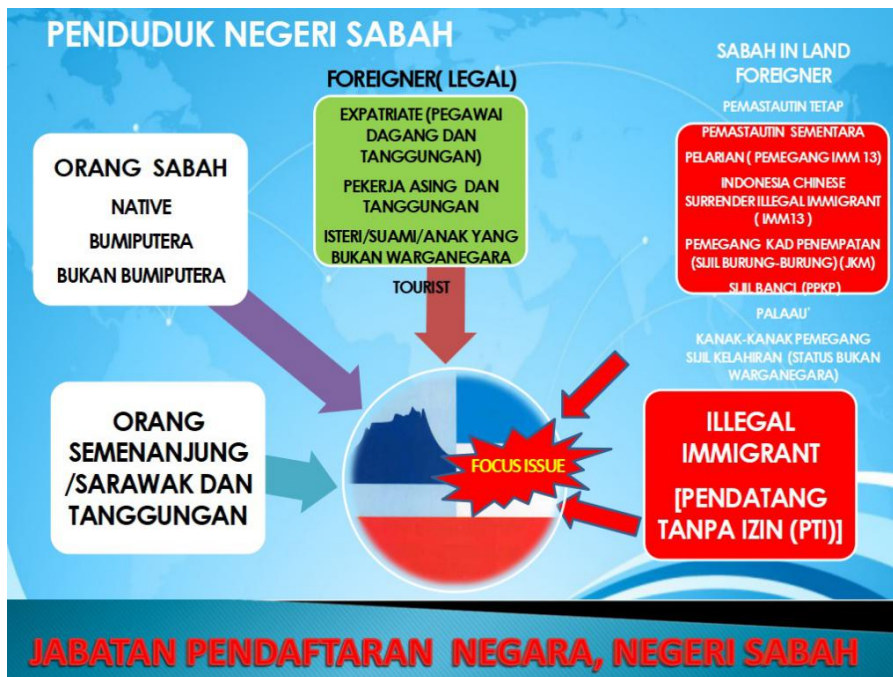 PENDUDUK NEGERI SABAH
ORANG SABAH
NATIVE
BUMIPUTERA
BUKAN BUMIPUTERA
FOREIGNER( LEGAL)
EXPATRIATE (PEGAWAI
DAGANG DAN
TANGGUNGAN)
PEKERJA ASING DAN
TANGGUNGAN
ISTERI/SUAMI/ANAK YANG
BUKAN WARGANEGARA
TOURIST
SABAH IN LAND
FOREIGNER
PEMASTAUTIN TETAP
PEMASTAUTIN SEMENTARA
PELARIAN ( PEMEGANG IMM 13)
INDONESIA CHINESE
SURRENDER ILLEGAL IMMIGRANT
( IMM13 )
PEMEGANG KAD PENEMPATAN
(SIJIL BURUNG-BURUNG) (JKM)
SIJIL BANCI (PPKP)
PALAAU'
KANAK-KANAK PEMEGANG
SIJIL KELAHIRAN (STATUS BUKAN
WARGANEGARA)
ORANG
SEMENANJUNG
/SARAWAK DAN
TANGGUNGAN
FOCUS ISSUE
ILLEGAL
IMMIGRANT
[PENDATANG
TANPA IZIN (PTI)]
JABATAN PENDAFTARAN NEGARA, NEGERI SABAH